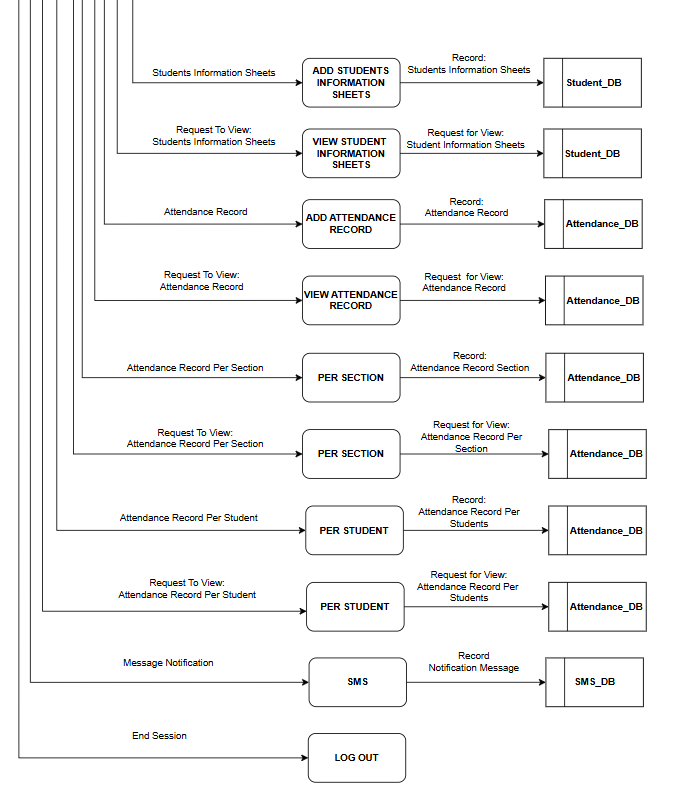 Students Information Sheets
ADD STUDENTS
INFORMATION
SHEETS
Record:
Students Information Sheets
Student_DB
Request To View:
Students Information Sheets
VIEW STUDENT
INFORMATION
SHEETS
Request for View:
Student Information Sheets
Student_DB
Attendance Record
ADD ATTENDANCE
RECORD
Record:
Attendance Record
Attendance_DB
Request To View:
Attendance Record
VIEW ATTENDANCE
RECORD
Request for View:
Attendance Record
Attendance_DB
Attendance Record Per Section
PER SECTION
Record:
Attendance Record Section
Attendance_DB
Request To View:
Attendance Record Per Section
PER SECTION
Request for View:
Attendance Record Per
Section
Attendance_DB
Attendance Record Per Student
PER STUDENT
Record:
Attendance Record Per
Students
Attendance_DB
Request To View:
Attendance Record Per Student
PER STUDENT
Request for View:
Attendance Record Per
Students
Attendance_DB
Message Notification
SMS
Record
Notification Message
SMS_DB
End Session
LOG OUT